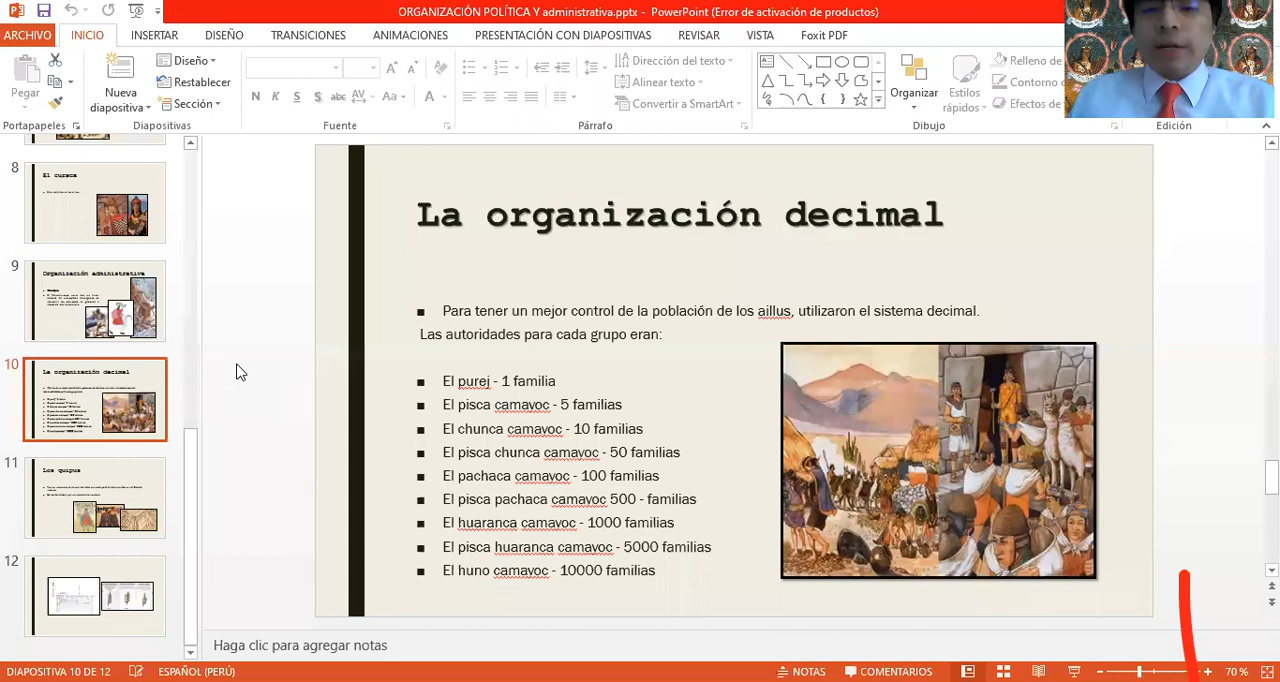 ORGANIZACIÓN POLÍTICA Y administrativa.pptx - PowerPoint (Error de activación de productos)
ARCHIVO INICIO INSERTAR DISEÑO TRANSICIONES ANIMACIONES PRESENTACIÓN CON DIAPOSITIVAS REVISAR VISTA Foxit PDF
Pegar
Nueva diapositiva
Diseño
Restablecer
Sección
N K S S abc AV Aa A
Dirección del texto
Alinear texto
Convertir a SmartArt
Organizar
Estilos rápidos
Relleno de
Contorno
Efectos de
Portapapeles Diapositivas Fuente Párrafo Dibujo Edición
8
El curaca
9
Organización administrativa
10
La organización decimal
11
Los quipus
12
La organización decimal
Para tener un mejor control de la población de los aillus, utilizaron el sistema decimal.
Las autoridades para cada grupo eran:
El purej - 1 familia
El pisca camayoc - 5 familias
El chunca camayoc - 10 familias
El pisca chunca camayoc - 50 familias
El pachaca camayoc - 100 familias
El pisca pachaca camayoc 500 - familias
El huaranca camayoc - 1000 familias
El pisca huaranca camayoc - 5000 familias
El huno camayoc - 10000 familias
Haga clic para agregar notas
DIAPOSITIVA 10 DE 12 ESPAÑOL (PERÚ) NOTAS COMENTARIOS 70 %